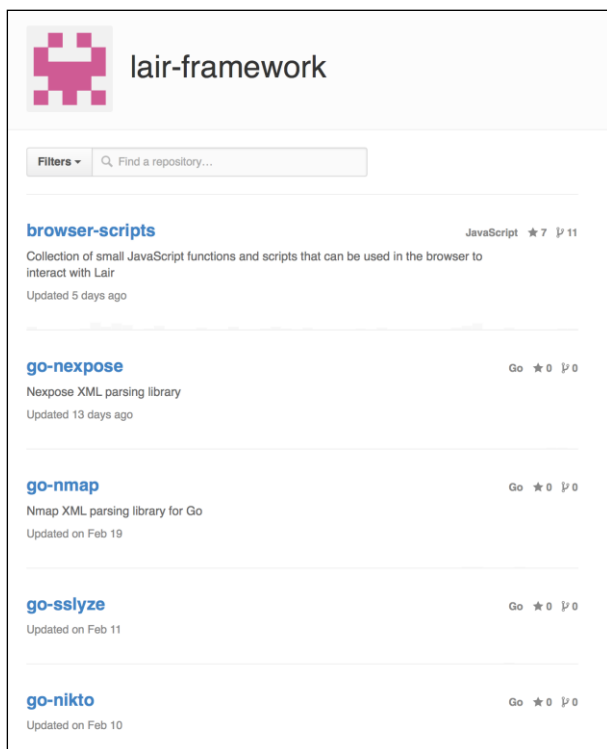 lair-framework
Filters
Find a repository…
browser-scripts
JavaScript 7 11
Collection of small JavaScript functions and scripts that can be used in the browser to
interact with Lair
Updated 5 days ago
go-nexpose
Go 0 0
Nexpose XML parsing library
Updated 13 days ago
go-nmap
Go 0 0
Nmap XML parsing library for Go
Updated on Feb 19
go-sslyze
Go 0 0
Updated on Feb 11
go-nikto
Go 0 0
Updated on Feb 10